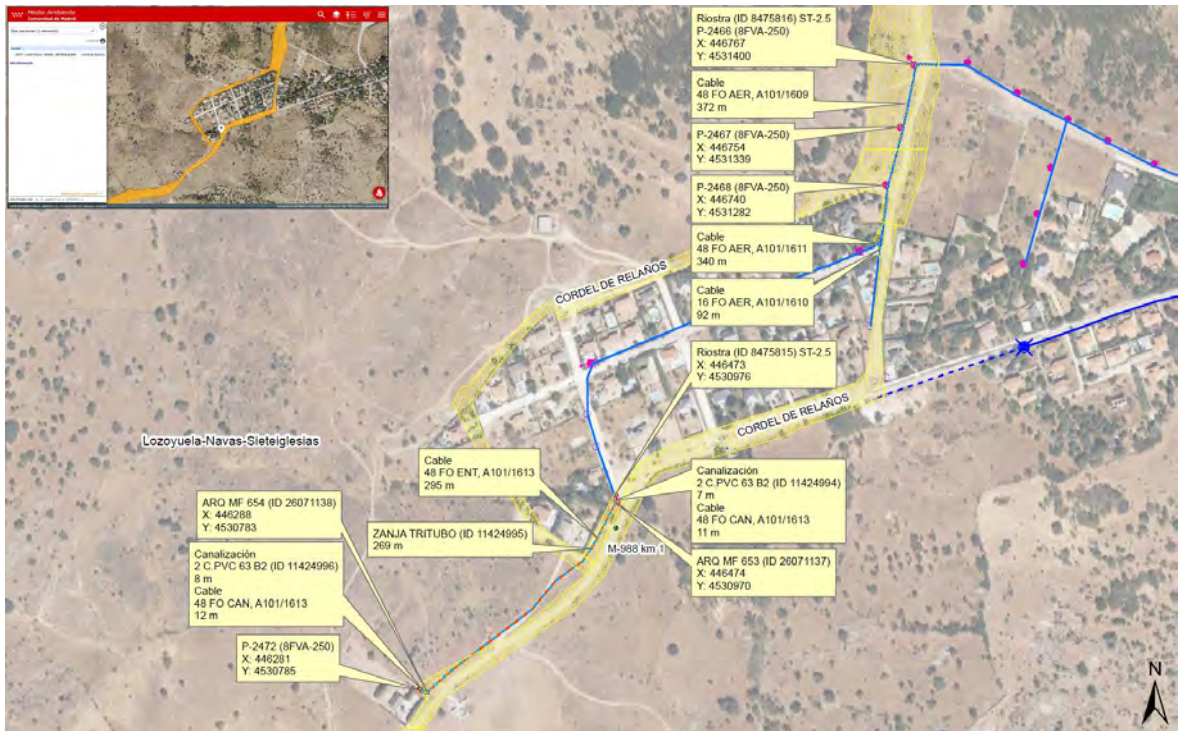 Medio Ambiente
Comunidad de Madrid
Riostra (ID 8475816) ST-2.5
P-2466 (8FVA-250)
X: 446767
Y: 4531400
Cable
48 FO AER, A101/1609
372 m
P-2467 (8FVA-250)
X: 446754
Y: 4531339
P-2468 (8FVA-250)
X: 446740
Y: 4531282
Cable
48 FO AER, A101/1611
340 m
CORDEL DE RELAÑOS
Cable
16 FO AER, A101/1610
92 m
Riostra (ID 8475815) ST-2.5
X: 446473
Y: 4530976
CORDEL DE RELAÑOS
Lozoyuela-Navas-Sieteiglesias
Cable
48 FO ENT, A101/1613
295 m
Canalización
2 C.PVC 63 B2 (ID 11424994)
7 m
Cable
48 FO CAN, A101/1613
11 m
ARQ MF 654 (ID 26071138)
X: 446288
Y: 4530783
ZANJA TRITUBO (ID 11424995)
269 m
M-988 km 1
Canalización
2 C.PVC 63 B2 (ID 11424996)
8 m
Cable
48 FO CAN, A101/1613
12 m
ARQ MF 653 (ID 26071137)
X: 446474
Y: 4530970
P-2472 (8FVA-250)
X: 446281
Y: 4530785
N